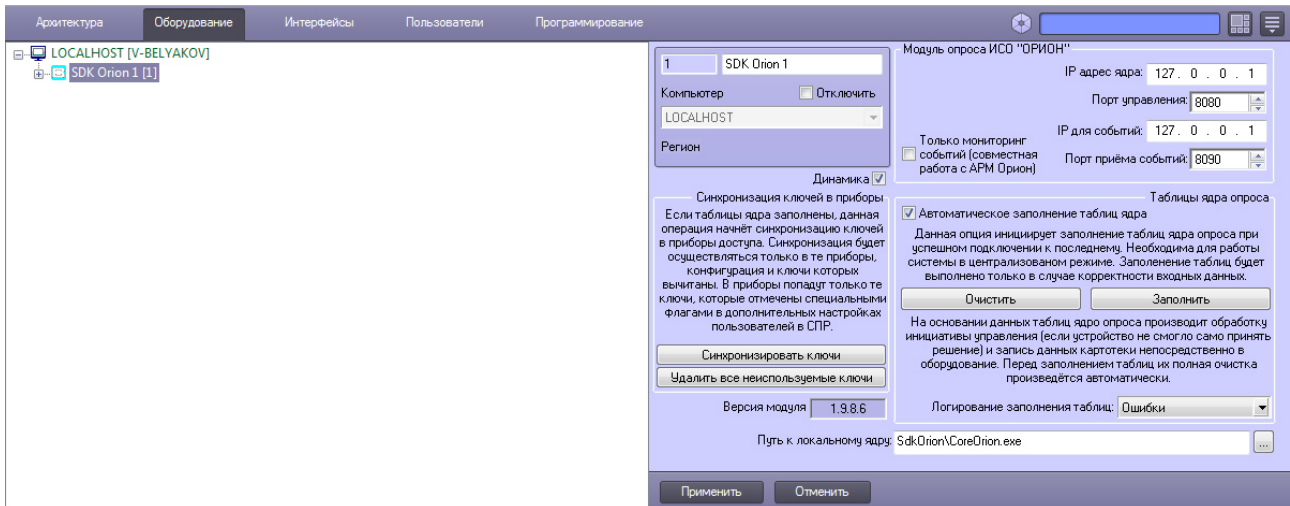 Архитектура
Оборудование
Интерфейсы
Пользователи
Программирование
LOCALHOST [V-BELYAKOV]
SDK Orion 1 [1]
1
SDK Orion 1
Компьютер
Отключить
LOCALHOST
Регион
Динамика
Синхронизация ключей в приборы
Если таблицы ядра заполнены, данная
операция начнёт синхронизацию ключей
в приборы доступа. Синхронизация будет
осуществляться только в те приборы,
конфигурация и ключи которых
вычитаны. В приборы попадут только те
ключи, которые отмечены специальными
флагами в дополнительных настройках
пользователей в СПР.
Синхронизировать ключи
Удалить все неиспользуемые ключи
Версия модуля
1.9.8.6
Модуль опроса ИСО "ОРИОН"
IP адрес ядра: 127. 0 . 0 . 1
Порт управления: 8080
IP для событий: 127. 0 . 0 . 1
Порт приёма событий: 8090
Только мониторинг
событий (совместная
работа с АРМ Орион)
Таблицы ядра опроса
Автоматическое заполнение таблиц ядра
Данная опция инициирует заполнение таблиц ядра опроса при
успешном подключении к последнему. Необходима для работы
системы в централизованом режиме. Заполенение таблиц будет
выполнено только в случае корректности входных данных.
Очистить
Заполнить
На основании данных таблиц ядро опроса производит обработку
инициативы управления (если устройство не смогло само принять
решение) и запись данных картотеки непосредственно в
оборудование. Перед заполнением таблиц их полная очистка
произведётся автоматически.
Логирование заполнения таблиц: Ошибки
Путь к локальному ядру: SdkOrion\CoreOrion.exe
...
Применить
Отменить